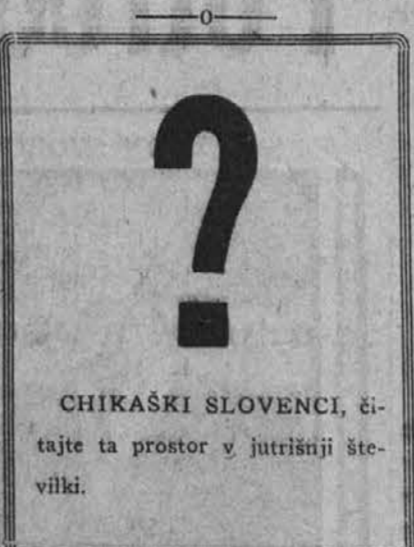 o
?
CHIKAŠKI SLOVENCI, či-
tajte ta prostor v jutrišnji šte-
vilki.